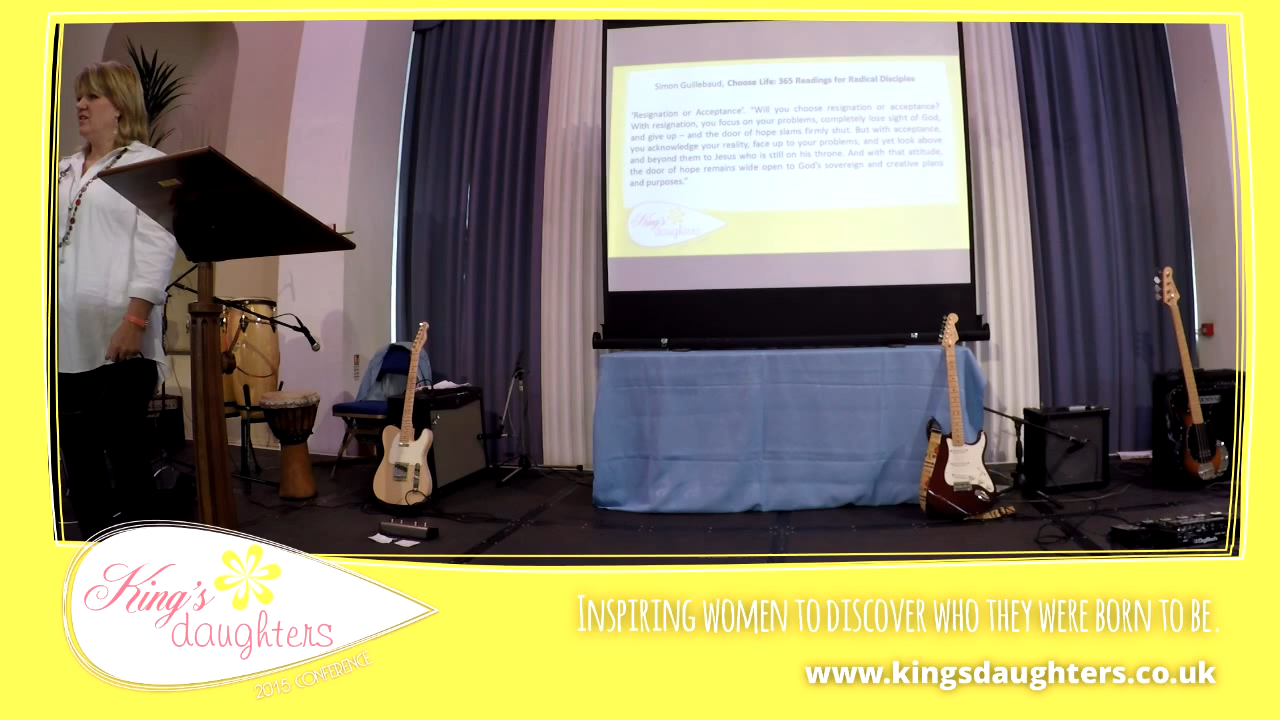 Simon Guillebaud, Choose Life: 365 Readings for Radical Disciples
'Resignation or Acceptance'. "Will you choose resignation or acceptance?
With resignation, you focus on your problems, completely lose sight of God,
and give up – and the door of hope slams firmly shut. But with acceptance,
you acknowledge your reality, face up to your problems, and yet look above
and beyond them to Jesus who is still on his throne. And with that attitude,
the door of hope remains wide open to God's sovereign and creative plans
and purposes."
King's
daughters
King's
daughters
2015 CONFERENCE
INSPIRING WOMEN TO DISCOVER WHO THEY WERE BORN TO BE.
www.kingsdaughters.co.uk